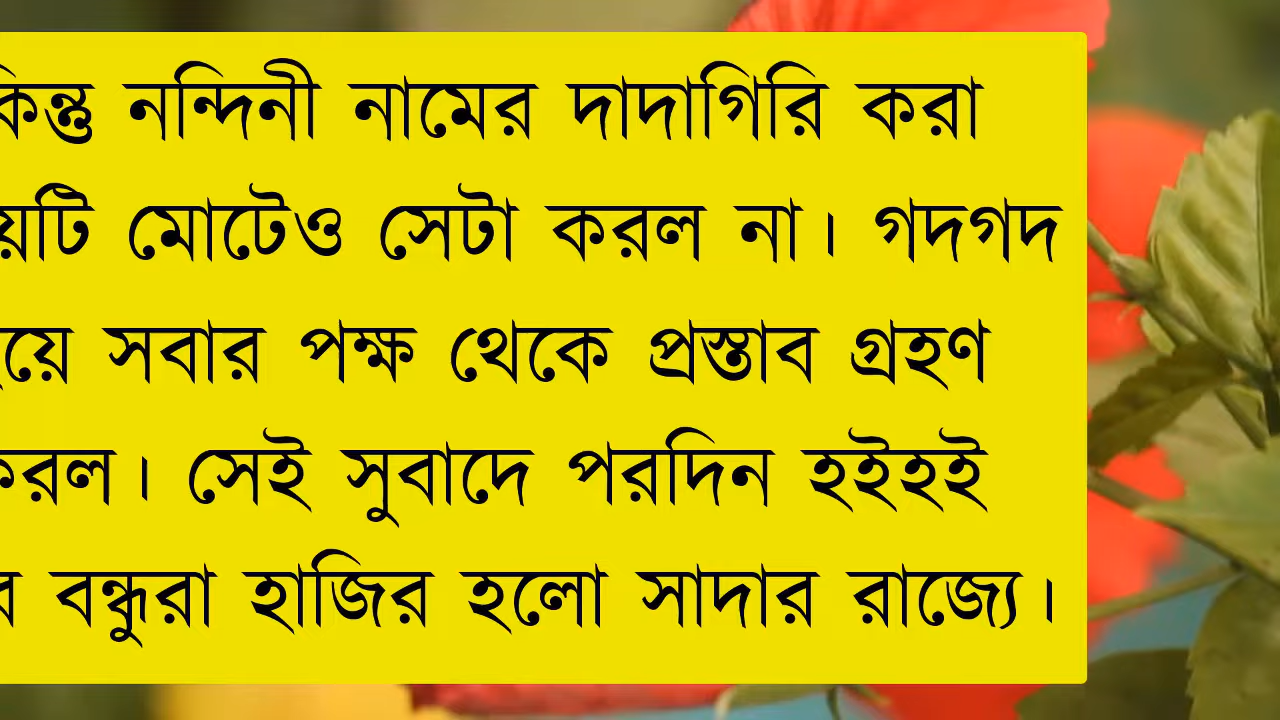 কিন্তু নন্দিনী নামের দাদাগিরি করা
য়েটি মোটেও সেটা করল না। গদগদ
য়ে সবার পক্ষ থেকে প্রস্তাব গ্রহণ
করল। সেই সুবাদে পরদিন হইহই
বন্ধুরা হাজির হলো সাদার রাজ্যে।